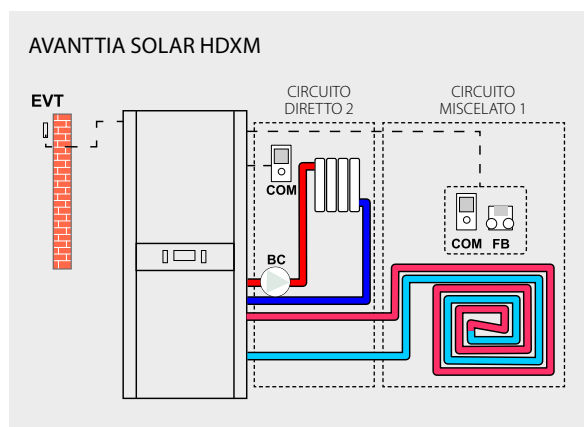 AVANTTIA SOLAR HDXM
EVT
CIRCUITO
DIRETTO 2
CIRCUITO
MISCELATO 1
COM
BC
COM FB